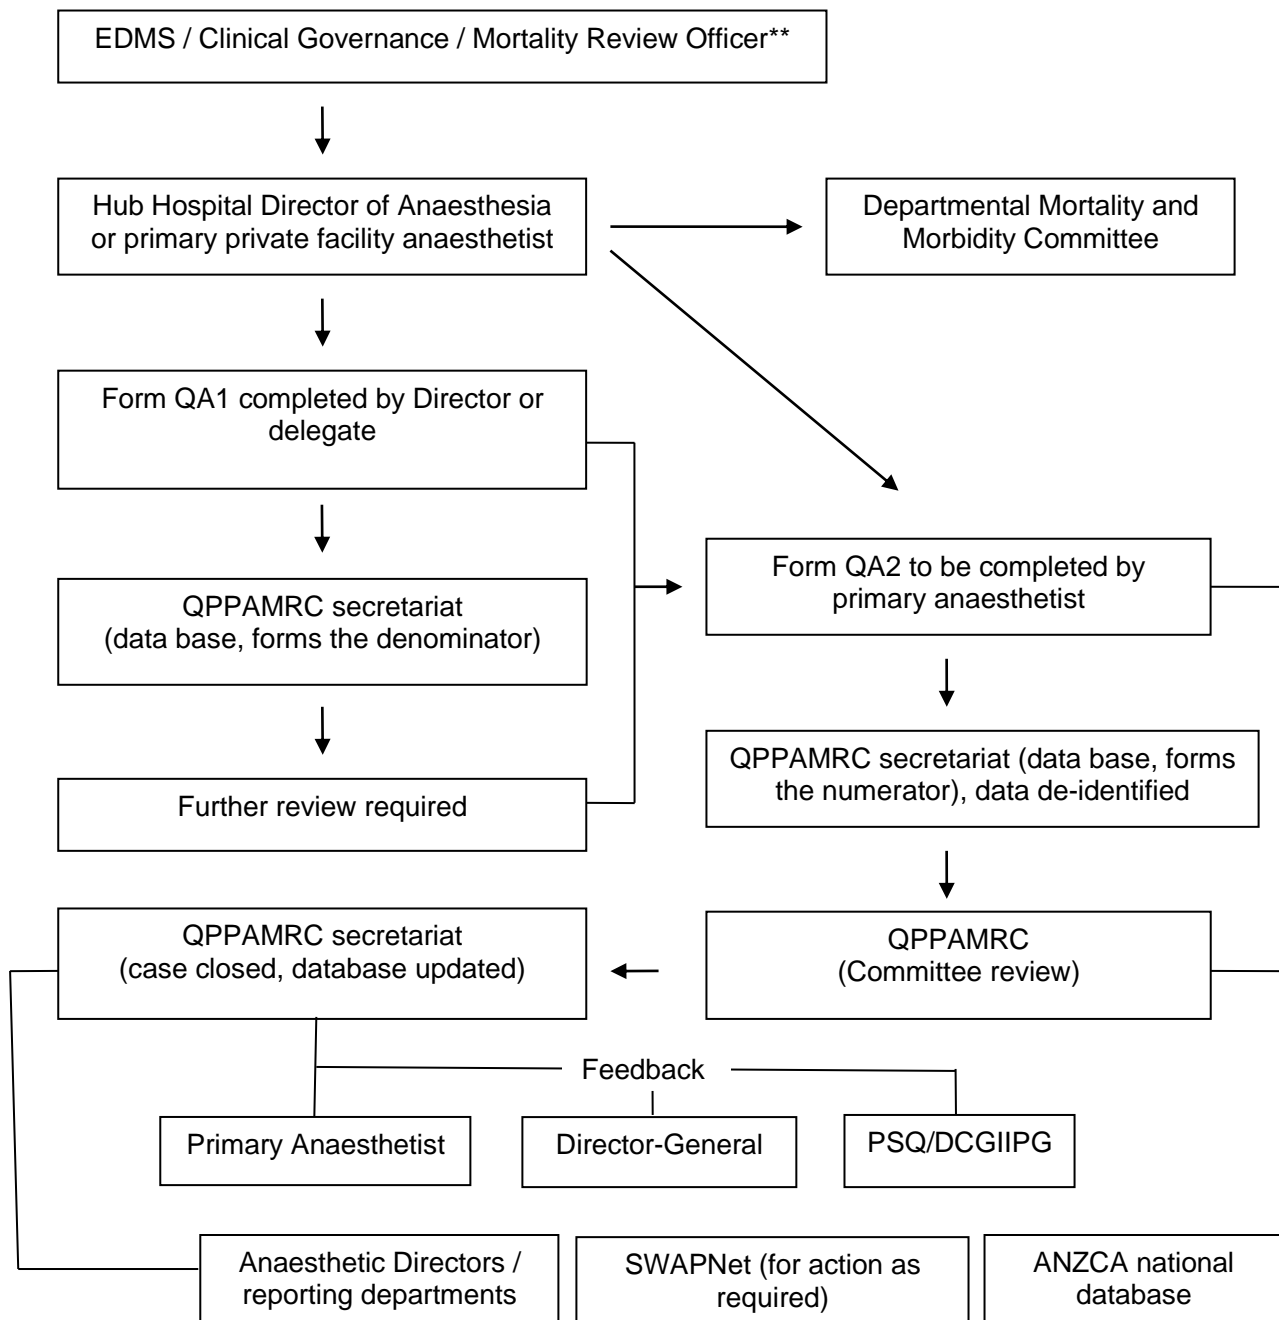 EDMS / Clinical Governance / Mortality Review Officer**
Hub Hospital Director of Anaesthesia
or primary private facility anaesthetist
Departmental Mortality and
Morbidity Committee
Form QA1 completed by Director or
delegate
QPPAMRC secretariat
(data base, forms the denominator)
Form QA2 to be completed by
primary anaesthetist
Further review required
QPPAMRC secretariat (data base, forms
the numerator), data de-identified
QPPAMRC secretariat
(case closed, database updated)
QPPAMRC
(Committee review)
Feedback
Primary Anaesthetist
Director-General
PSQ/DCGIIPG
Anaesthetic Directors /
reporting departments
SWAPNet (for action as
required)
ANZCA national
database